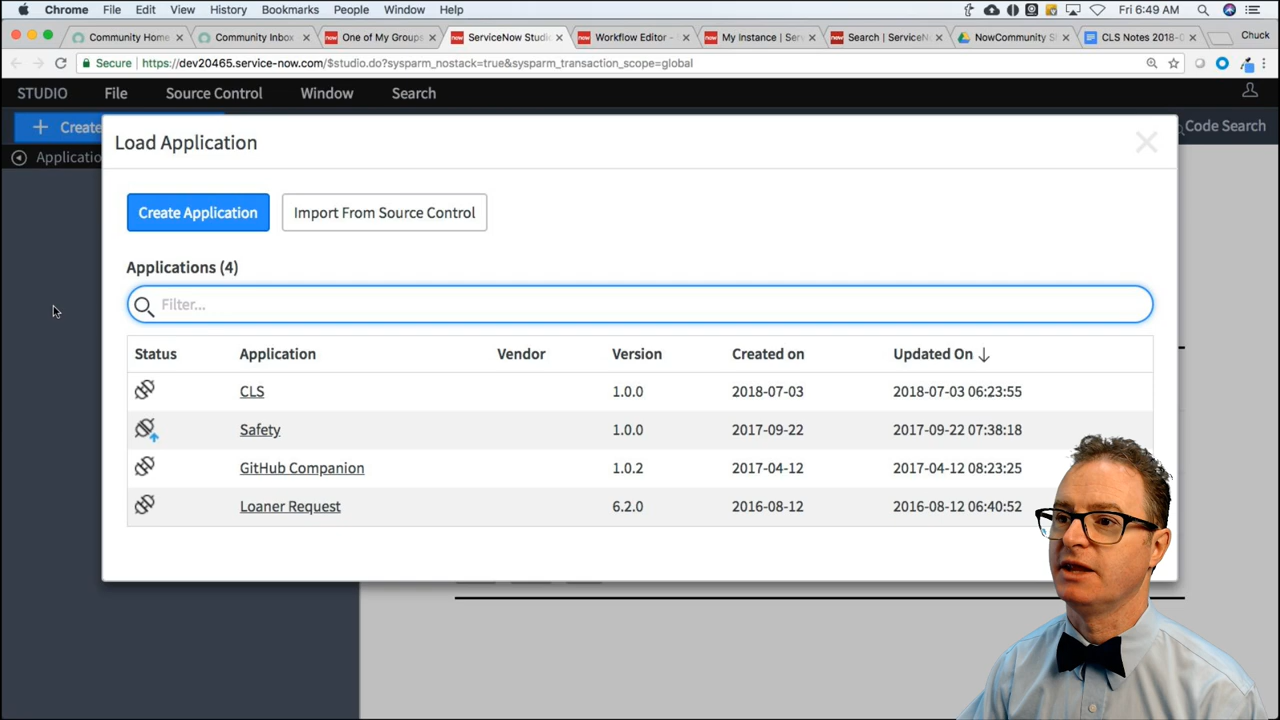 Chrome File Edit View History Bookmarks People Window Help Fri 6:49 AM
Community Home Community Inbox One of My Groups ServiceNow Studi Workflow Editor - My Instance | Serv Search | ServiceN NowCommunity S CLS Notes 2018-0 Chuck
Secure https://dev20465.service-now.com/$studio.do?sysparm_nostack=true&sysparm_transaction_scope=global
STUDIO File Source Control Window Search
+ Create Code Search
Applicatio
Load Application
Create Application Import From Source Control
Applications (4)
Filter...
Status Application Vendor Version Created on Updated On
CLS 1.0.0 2018-07-03 2018-07-03 06:23:55
Safety 1.0.0 2017-09-22 2017-09-22 07:38:18
GitHub Companion 1.0.2 2017-04-12 2017-04-12 08:23:25
Loaner Request 6.2.0 2016-08-12 2016-08-12 06:40:52